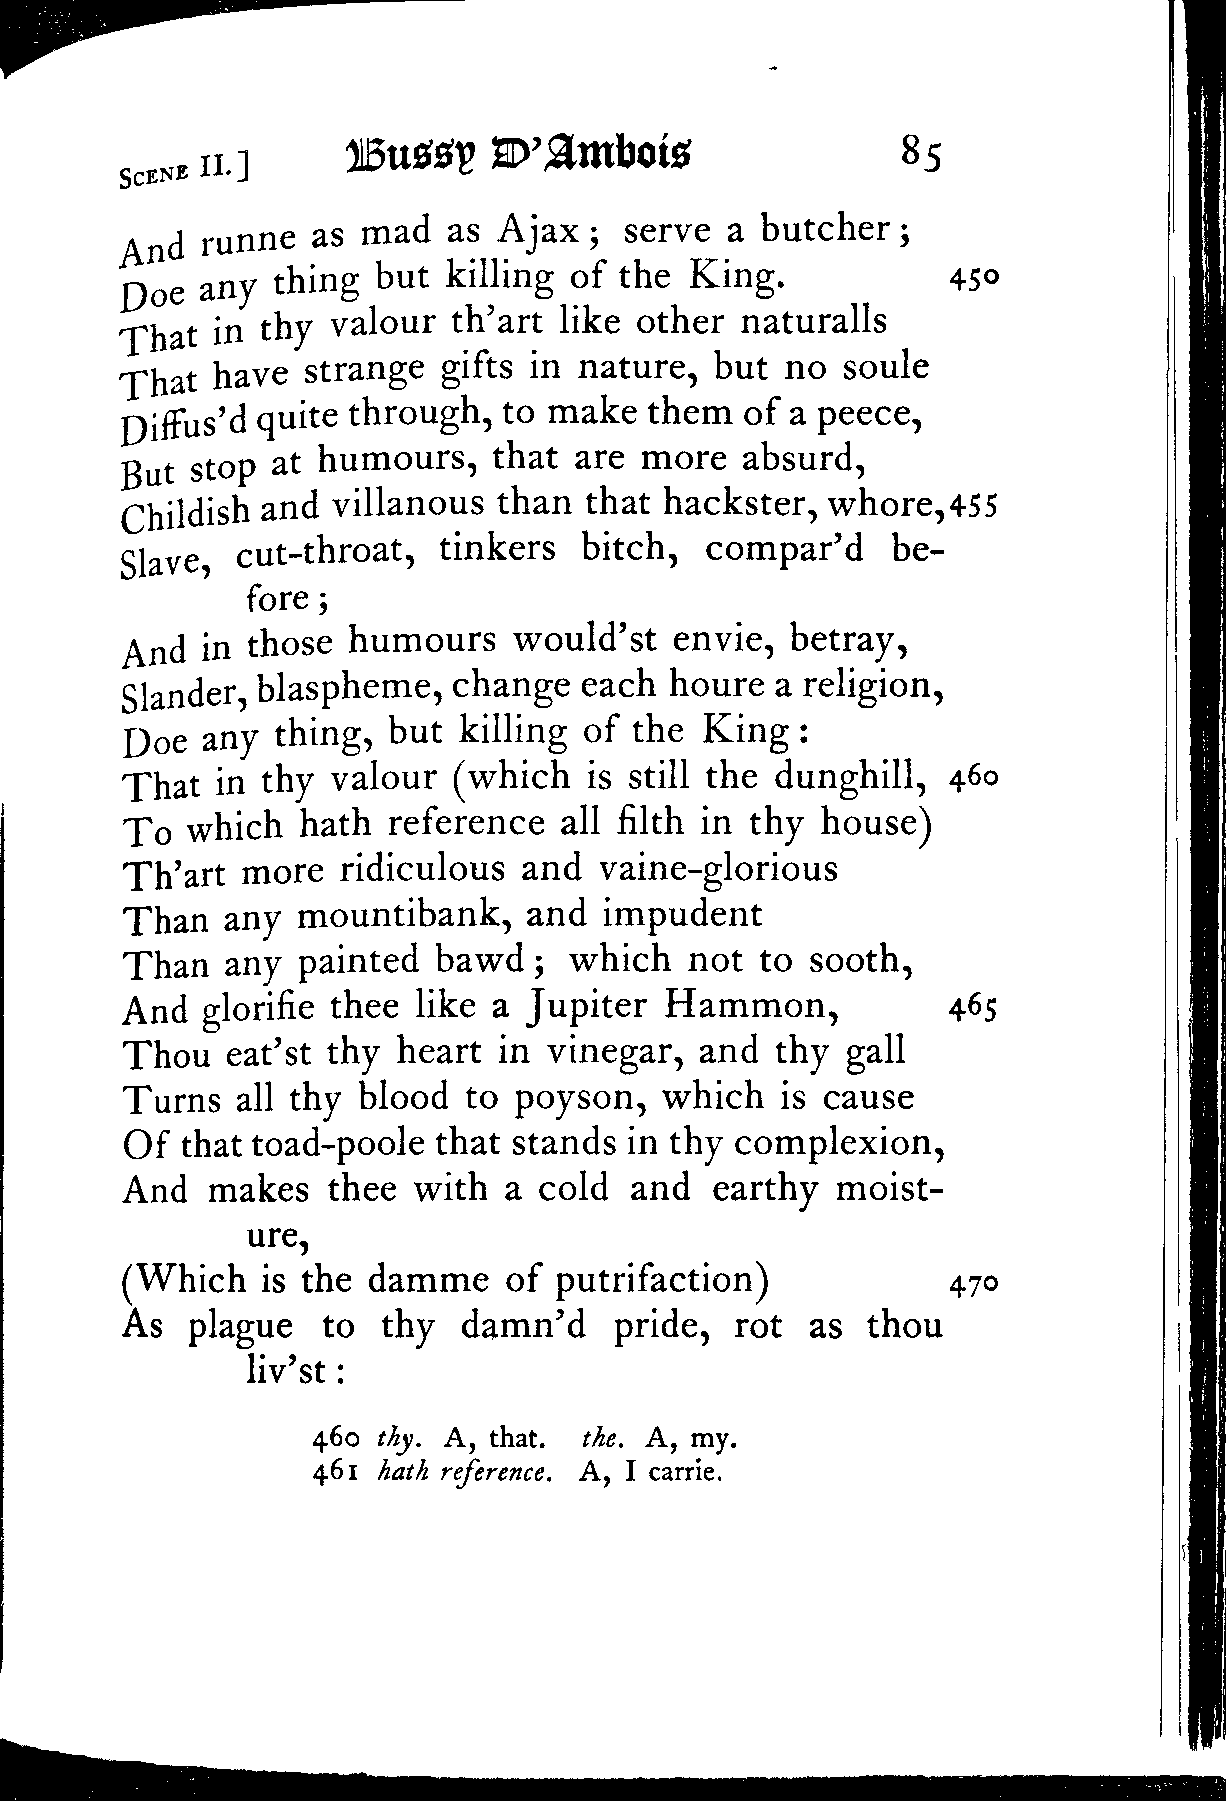 SCENE II.] Bussy D'Ambois 85
And runne as mad as Ajax; serve a butcher;
Doe any thing but killing of the King. 450
That in thy valour th'art like other naturalls
That have strange gifts in nature, but no soule
Diffus'd quite through, to make them of a peece,
But stop at humours, that are more absurd,
Childish and villanous than that hackster, whore, 455
Slave, cut-throat, tinkers bitch, compar'd be-
fore;
And in those humours would'st envie, betray,
Slander, blaspheme, change each houre a religion,
Doe any thing, but killing of the King:
That in thy valour (which is still the dunghill, 460
To which hath reference all filth in thy house)
Th'art more ridiculous and vaine-glorious
Than any mountibank, and impudent
Than any painted bawd; which not to sooth,
And glorifie thee like a Jupiter Hammon, 465
Thou eat'st thy heart in vinegar, and thy gall
Turns all thy blood to poyson, which is cause
Of that toad-poole that stands in thy complexion,
And makes thee with a cold and earthy moist-
ure,
(Which is the damme of putrifaction) 470
As plague to thy damn'd pride, rot as thou
liv'st:
460 thy. A, that. the. A, my.
461 hath reference. A, I carrie.